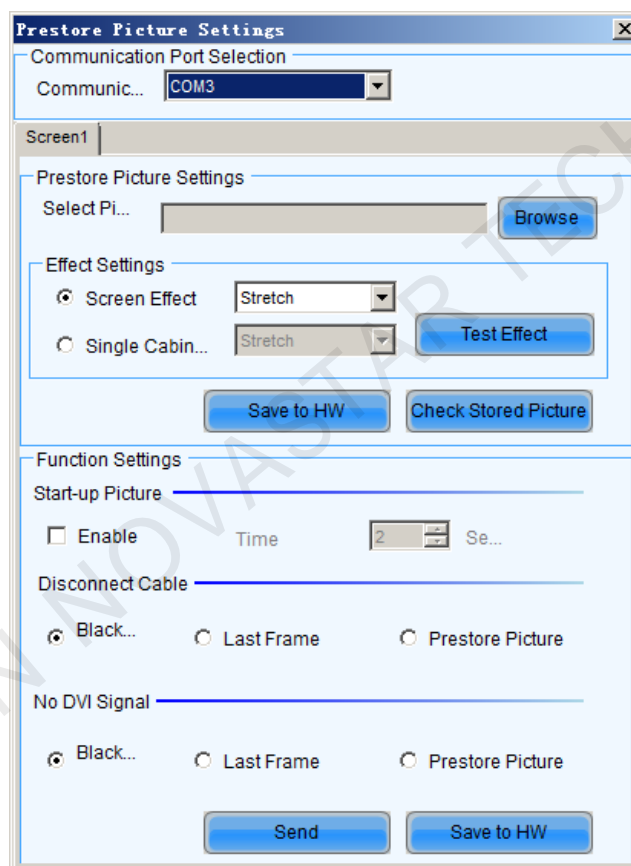 Prestore Picture Settings
Communication Port Selection
Communic... COM3
Screen1
Prestore Picture Settings
Select Pi... Browse
Effect Settings
Screen Effect Stretch
Single Cabin... Stretch Test Effect
Save to HW Check Stored Picture
Function Settings
Start-up Picture
Enable Time 2 Se...
Disconnect Cable
Black... Last Frame Prestore Picture
No DVI Signal
Black... Last Frame Prestore Picture
Send Save to HW
N NOVASTAR TECH